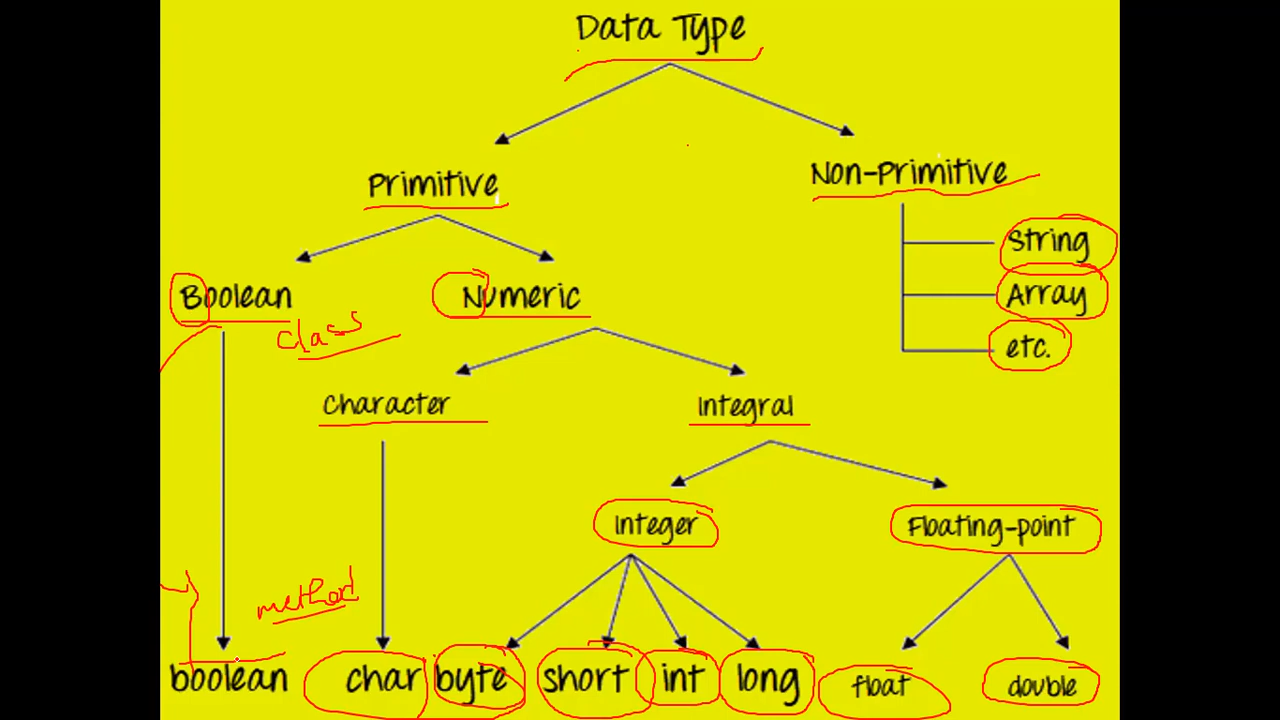 Data Type
Primitive
Non-Primitive
String
Boolean
Numeric
Array
class
etc.
Character
Integral
Integer
Floating-point
method
boolean char byte short int long float double